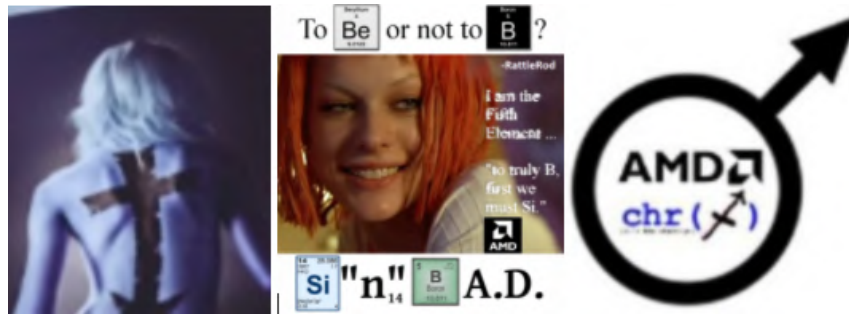 To Be or not to B ?
-RattleRod
I am the
Fifth
Element ...
"to truly B,
first we
must Si."
AMD
Si "n" 14 B A.D.
AMD
chr ( )